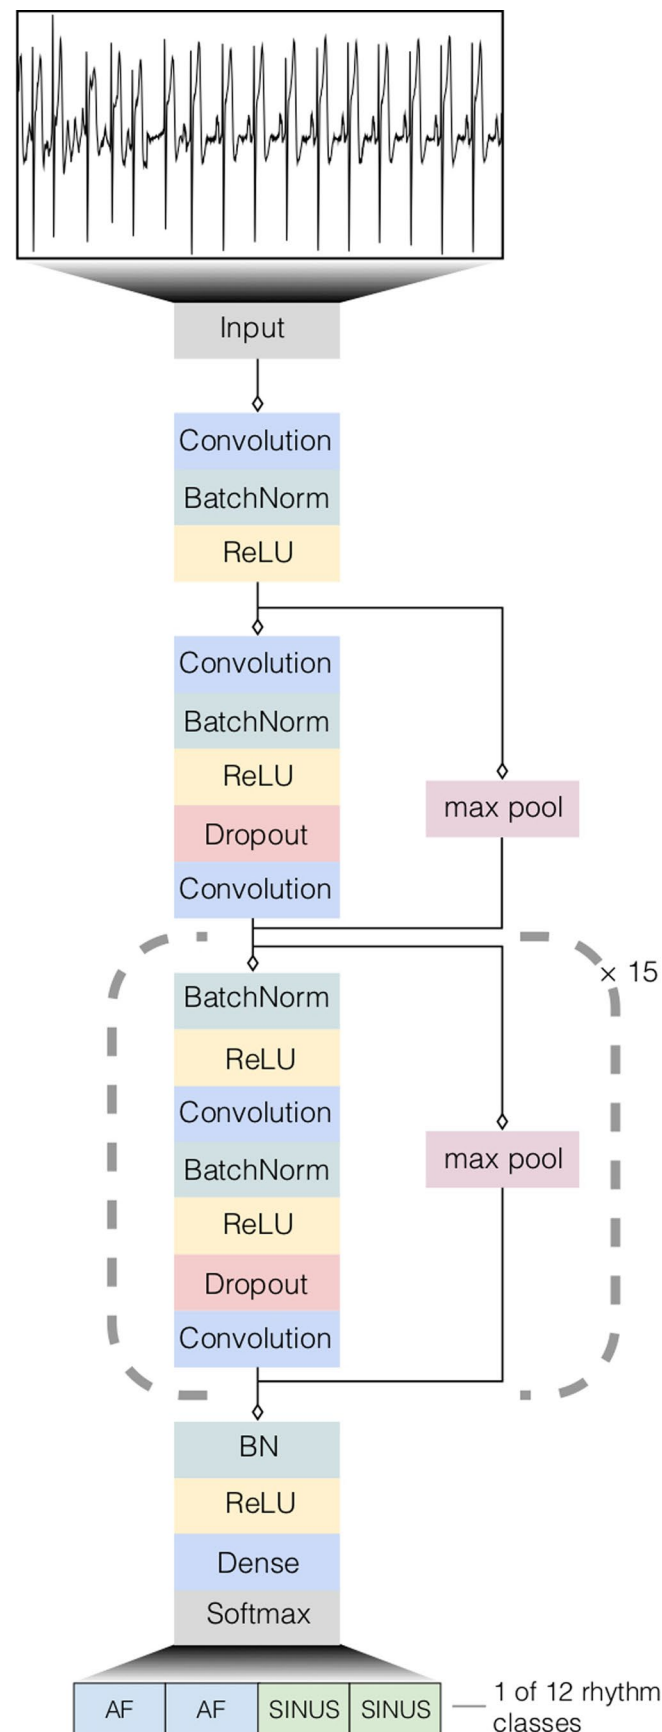 Input
Convolution
BatchNorm
ReLU
Convolution
BatchNorm
ReLU
Dropout
Convolution
max pool
× 15
BatchNorm
ReLU
Convolution
BatchNorm
ReLU
Dropout
Convolution
max pool
BN
ReLU
Dense
Softmax
AF AF SINUS SINUS
1 of 12 rhythm
classes